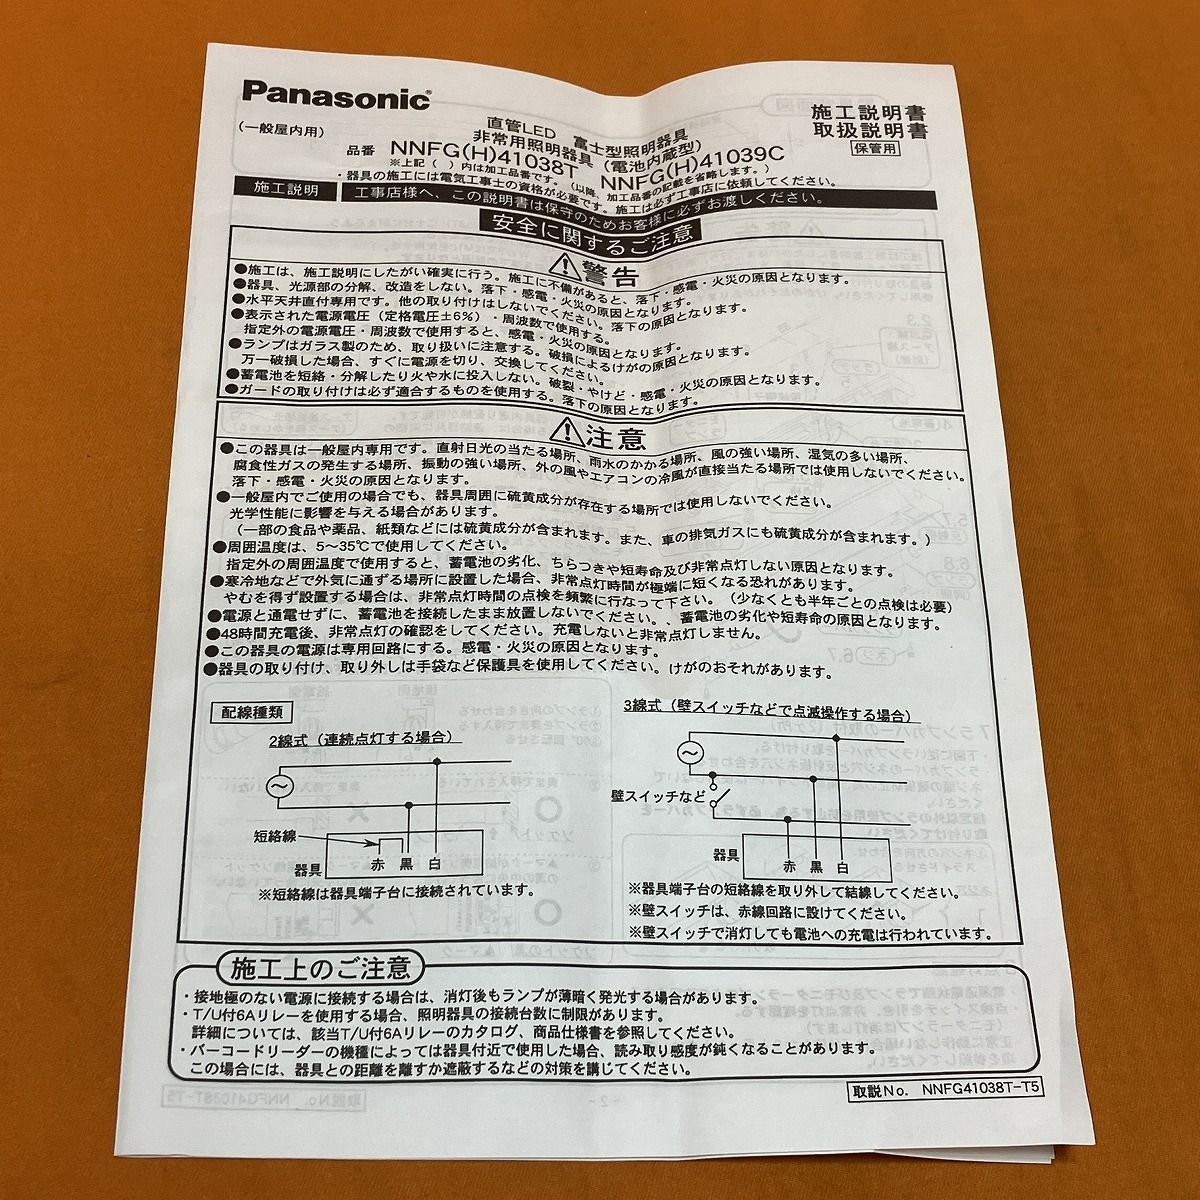 Panasonic®
施工説明書
取扱説明書
保管用
(一般屋内用)
直管LED 富士型照明器具
非常用照明器具 (電池内蔵型)
品番 NNFG(H)41038T NNFG(H)41039C
※上記( )内は加工品番です。(以降、加工品番の記載を省略します。)
・器具の施工には電気工事士の資格が必要です。施工は必ず工事店に依頼してください。
施工説明 工事店様へ、この説明書は保守のためお客様に必ずお渡しください。
安全に関するご注意
警告
●施工は、施工説明にしたがい確実に行う。施工に不備があると、落下・感電・火災の原因となります。
●器具、光源部の分解、改造をしない。落下・感電・火災の原因となります。
●水平天井直付専用です。他の取り付けはしないでください。落下の原因となります。
●表示された電源電圧(定格電圧±6%)・周波数で使用する。
指定外の電源電圧・周波数で使用すると、感電・火災の原因となります。
●ランプはガラス製のため、取り扱いに注意する。破損によるけがの原因となります。
万一破損した場合、すぐに電源を切り、交換してください。
●蓄電池を短絡・分解したり火や水に投入しない。破裂・やけど・感電・火災の原因となります。
●ガードの取り付けは必ず適合するものを使用する。落下の原因となります。
注意
●この器具は一般屋内専用です。直射日光の当たる場所、雨水のかかる場所、風の強い場所、湿気の多い場所、
腐食性ガスの発生する場所、振動の強い場所、外の風やエアコンの冷風が直接当たる場所では使用しないでください。
落下・感電・火災の原因となります。
●一般屋内でご使用の場合でも、器具周囲に硫黄成分が存在する場所では使用しないでください。
光学性能に影響を与える場合があります。
(一部の食品や薬品、紙類などには硫黄成分が含まれます。また、車の排気ガスにも硫黄成分が含まれます。)
●周囲温度は、5~35℃で使用してください。
指定外の周囲温度で使用すると、蓄電池の劣化、ちらつきや短寿命及び非常点灯しない原因となります。
●寒冷地などで外気に通ずる場所に設置した場合、非常点灯時間が極端に短くなる恐れがあります。
やむを得ず設置する場合は、非常点灯時間の点検を頻繁に行なって下さい。(少なくとも半年ごとの点検は必要)
●電源と通電せずに、蓄電池を接続したまま放置しないでください。、蓄電池の劣化や短寿命の原因となります。
●48時間充電後、非常点灯の確認をしてください。充電しないと非常点灯しません。
●この器具の電源は専用回路にする。感電・火災の原因となります。
●器具の取り付け、取り外しは手袋など保護具を使用してください。けがのおそれがあります。
配線種類
2線式(連続点灯する場合)
短絡線
器具 赤 黒 白
※短絡線は器具端子台に接続されています。
3線式(壁スイッチなどで点滅操作する場合)
壁スイッチなど
器具 赤 黒 白
※器具端子台の短絡線を取り外して結線してください。
※壁スイッチは、赤線回路に設けてください。
※壁スイッチで消灯しても電池への充電は行われています。
施工上のご注意
・接地極のない電源に接続する場合は、消灯後もランプが薄暗く発光する場合があります。
・T/U付6Aリレーを使用する場合、照明器具の接続台数に制限があります。
詳細については、該当T/U付6Aリレーのカタログ、商品仕様書を参照してください。
・バーコードリーダーの機種によっては器具付近で使用した場合、読み取り感度が鈍くなることがあります。
この場合には、器具との距離を離すか遮蔽するなどの対策を講じてください。
取説No. NNFG41038T-T5